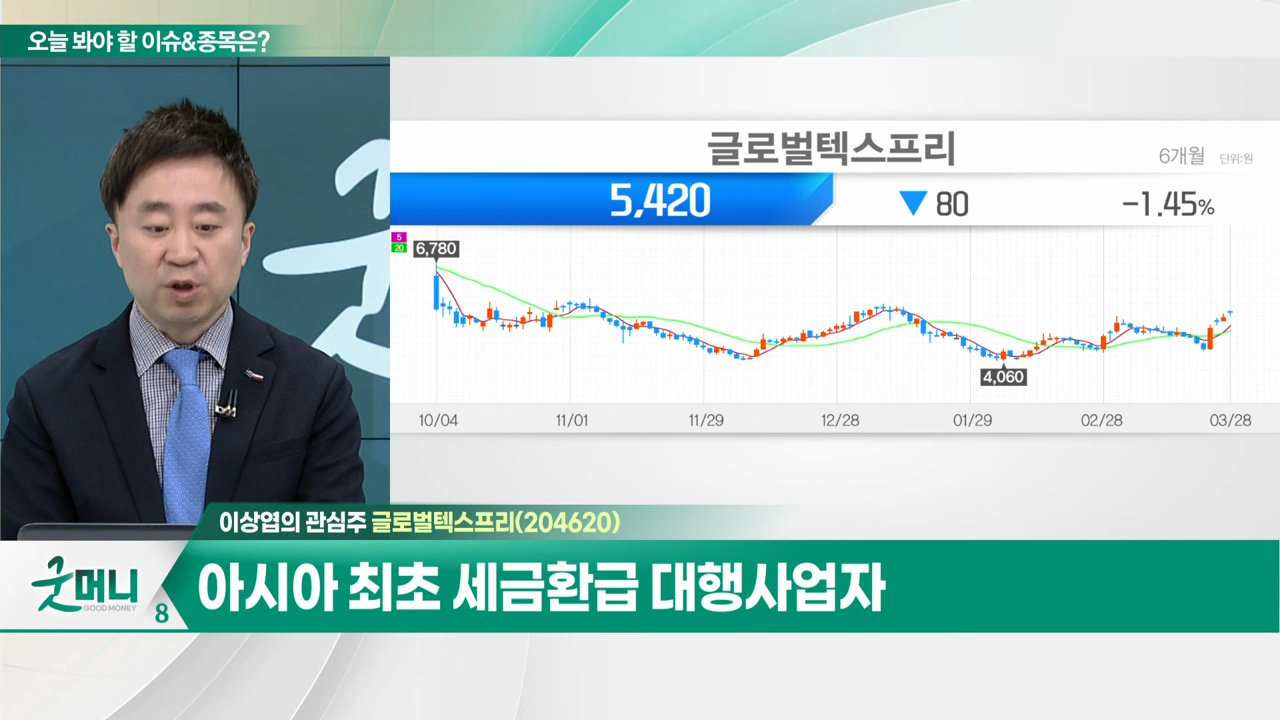 오늘 봐야 할 이슈&종목은?
글로벌텍스프리
6개월 단위:원
5,420 ▼ 80 -1.45%
5
20
6,780
4,060
10/04 11/01 11/29 12/28 01/29 02/28 03/28
이상엽의 관심주 글로벌텍스프리(204620)
굿머니
GOOD MONEY
8
아시아 최초 세금환급 대행사업자